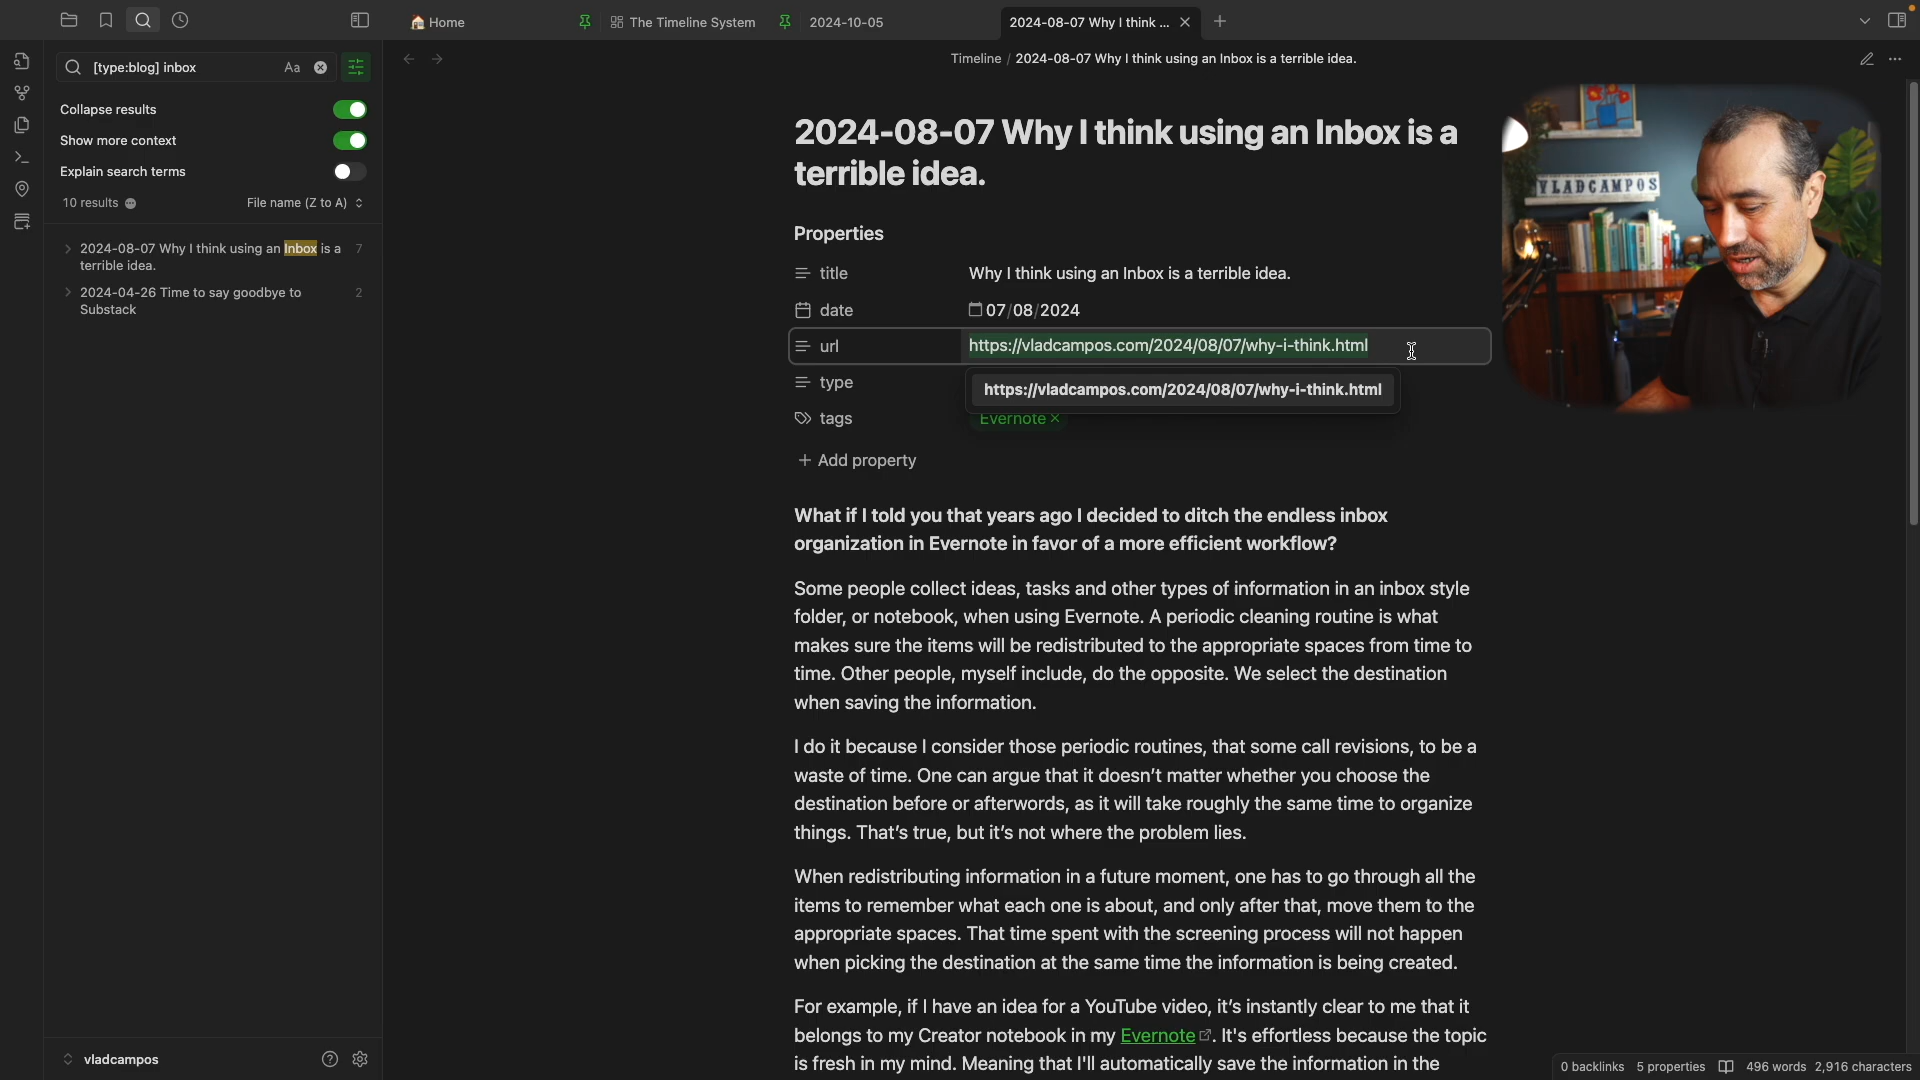 Home
The Timeline System
2024-10-05
2024-08-07 Why I think ...
[type:blog] inbox
Aa
Timeline / 2024-08-07 Why I think using an Inbox is a terrible idea.
Collapse results
Show more context
Explain search terms
10 results
File name (Z to A)
2024-08-07 Why I think using an Inbox is a
terrible idea.
7
2024-04-26 Time to say goodbye to
Substack
2
2024-08-07 Why I think using an Inbox is a
terrible idea.
VLADCAMPOS
Properties
title
Why I think using an Inbox is a terrible idea.
date
07/08/2024
url
https://vladcampos.com/2024/08/07/why-i-think.html
type
https://vladcampos.com/2024/08/07/why-i-think.html
tags
Evernote ×
+ Add property
What if I told you that years ago I decided to ditch the endless inbox
organization in Evernote in favor of a more efficient workflow?
Some people collect ideas, tasks and other types of information in an inbox style
folder, or notebook, when using Evernote. A periodic cleaning routine is what
makes sure the items will be redistributed to the appropriate spaces from time to
time. Other people, myself include, do the opposite. We select the destination
when saving the information.
I do it because I consider those periodic routines, that some call revisions, to be a
waste of time. One can argue that it doesn't matter whether you choose the
destination before or afterwords, as it will take roughly the same time to organize
things. That's true, but it's not where the problem lies.
When redistributing information in a future moment, one has to go through all the
items to remember what each one is about, and only after that, move them to the
appropriate spaces. That time spent with the screening process will not happen
when picking the destination at the same time the information is being created.
For example, if I have an idea for a YouTube video, it's instantly clear to me that it
belongs to my Creator notebook in my Evernote. It's effortless because the topic
is fresh in my mind. Meaning that I'll automatically save the information in the
vladcampos
0 backlinks
5 properties
496 words
2,916 characters